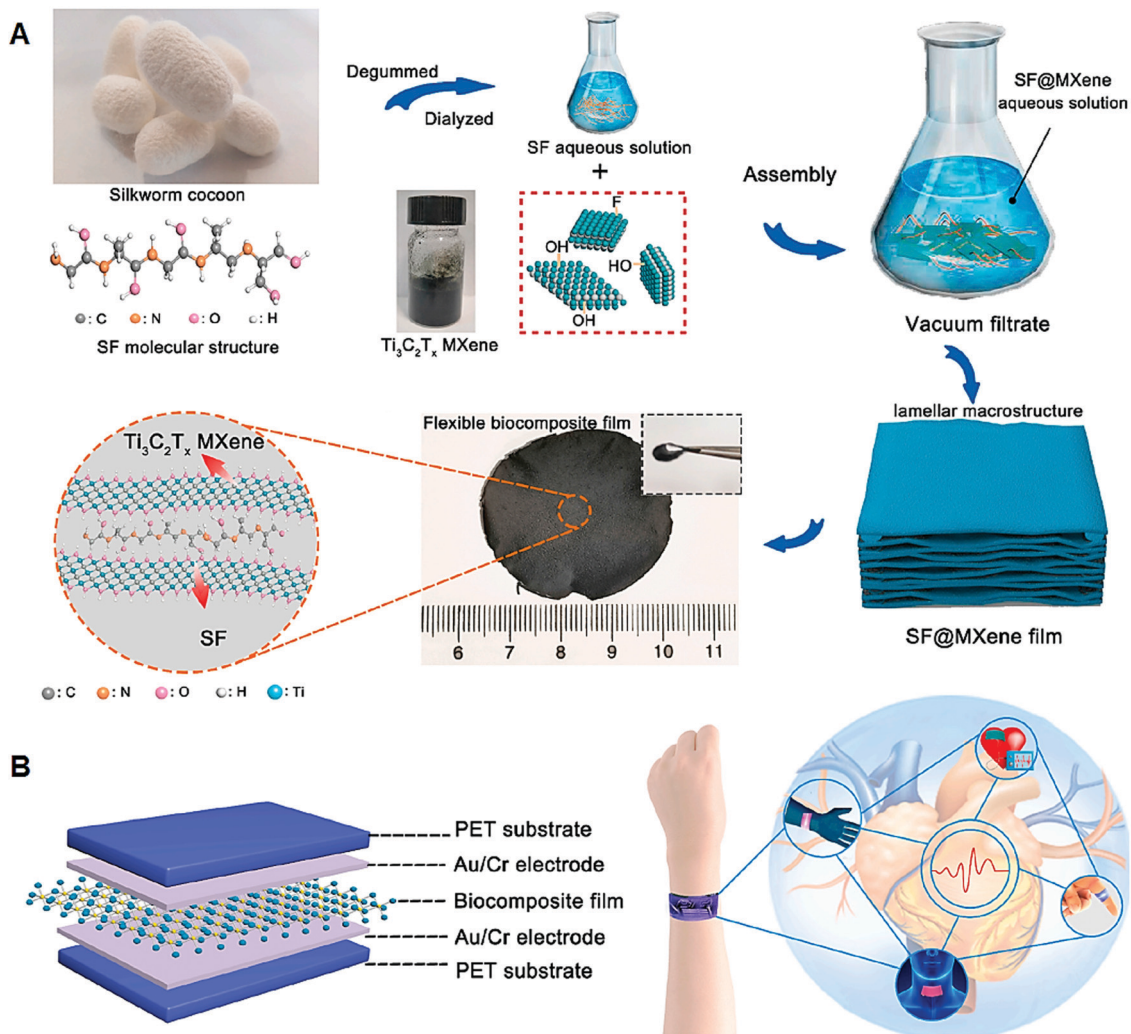 A
Silkworm cocoon
Degummed
Dialyzed
SF aqueous solution
+
SF@MXene
aqueous solution
Assembly
F
OH
HO
OH
: C : N : O : H
SF molecular structure
Ti₃C₂Tₓ MXene
Vacuum filtrate
lamellar macrostructure
SF@MXene film
Flexible biocomposite film
6 7 8 9 10 11
Ti₃C₂Tₓ MXene
SF
: C : N : O : H : Ti
B
PET substrate
Au/Cr electrode
Biocomposite film
Au/Cr electrode
PET substrate